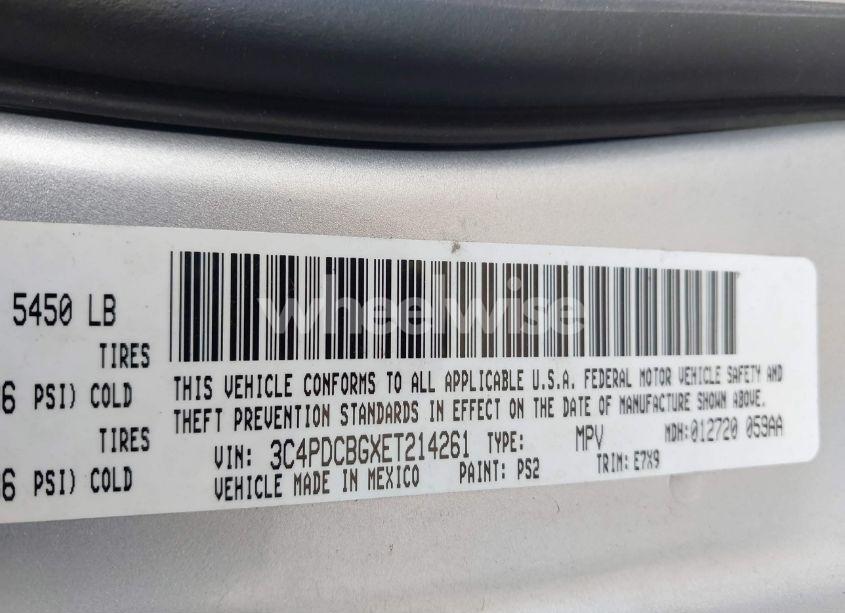 5450 LB
TIRES
6 PSI) COLD
TIRES
6 PSI) COLD
THIS VEHICLE CONFORMS TO ALL APPLICABLE U.S.A. FEDERAL MOTOR VEHICLE SAFETY AND
THEFT PREVENTION STANDARDS IN EFFECT ON THE DATE OF MANUFACTURE SHOWN ABOVE.
VIN: 3C4PDCBGXET214261 TYPE: MPV MDH:012720 059AA
VEHICLE MADE IN MEXICO PAINT: PS2 TRIM: E7X9
wheelwise